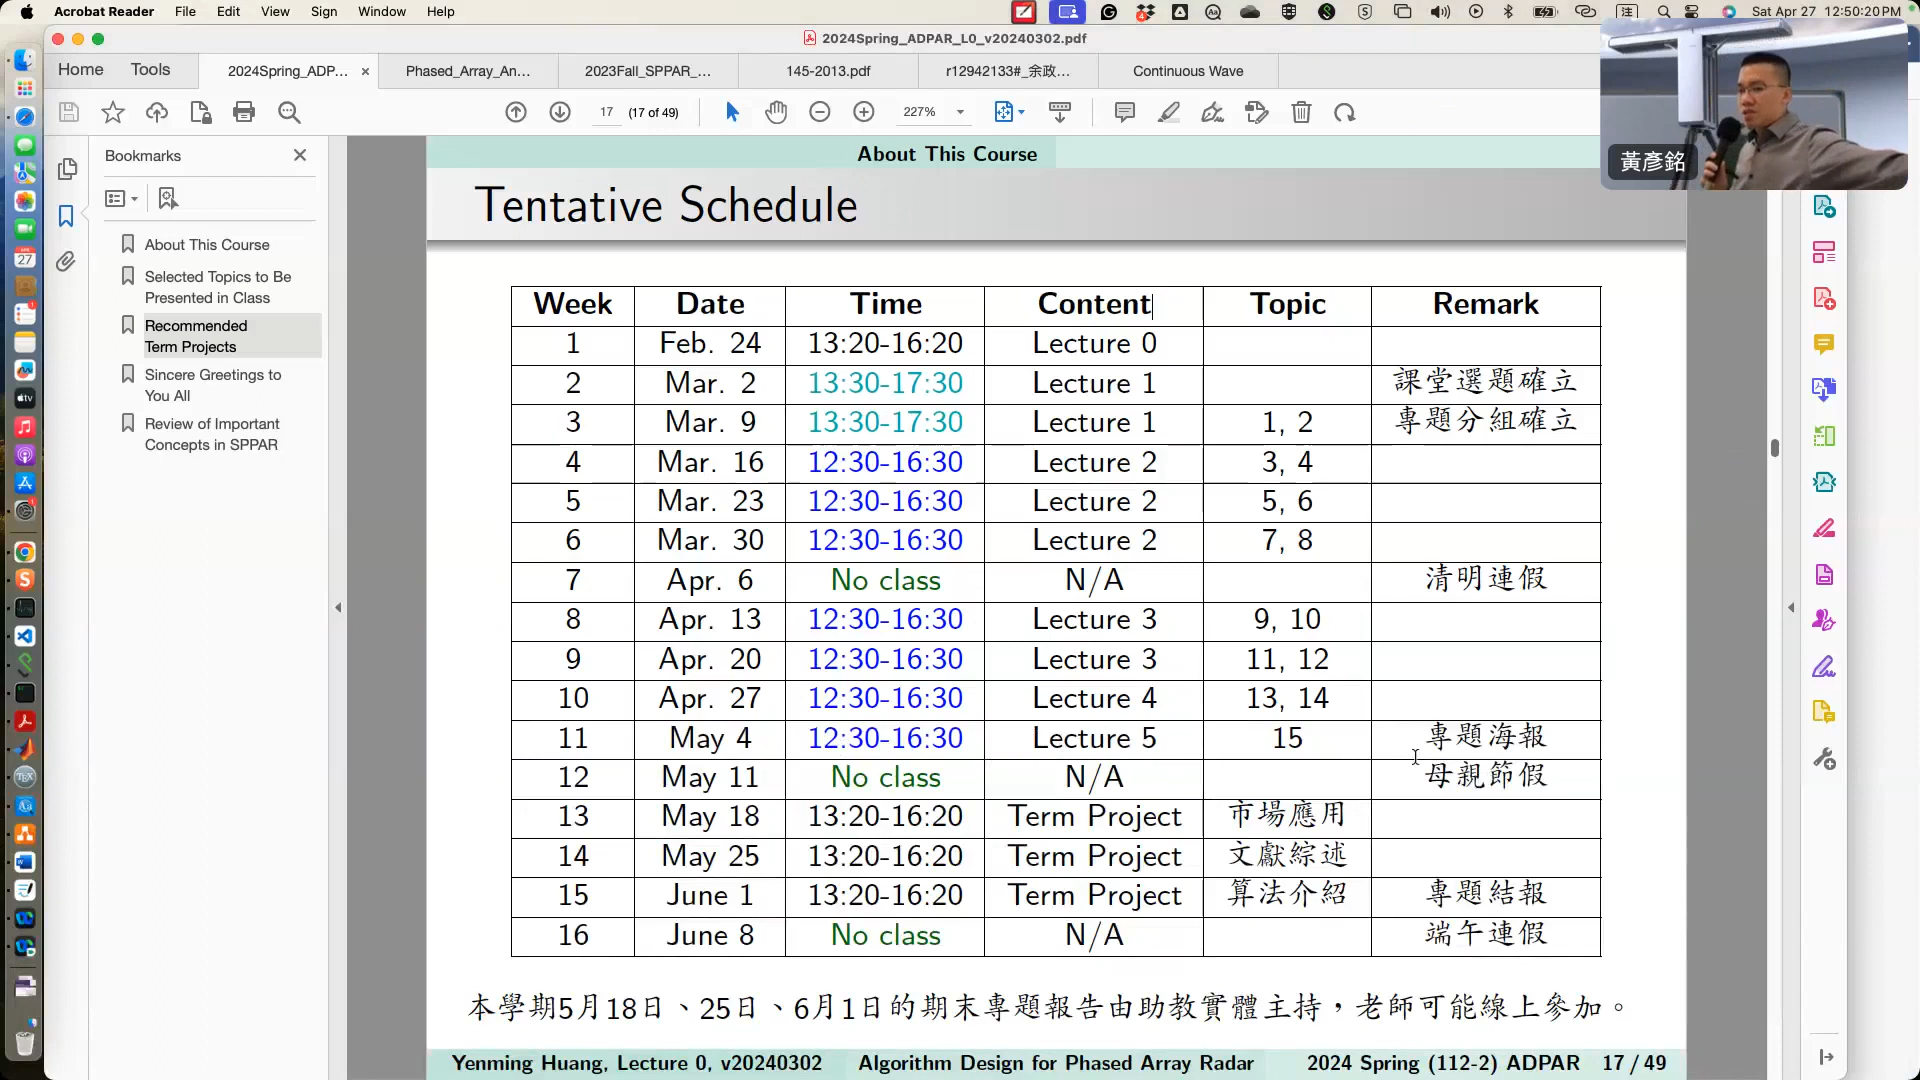 Acrobat Reader File Edit View Sign Window Help
Sat Apr 27 12:50:20 PM
2024Spring_ADPAR_L0_v20240302.pdf
Home Tools 2024Spring_ADP... × Phased_Array_An... 2023Fall_SPPAR_... 145-2013.pdf r12942133#_余政... Continuous Wave
17 (17 of 49) 227%
黃彥銘
Bookmarks
About This Course
Selected Topics to Be
Presented in Class
Recommended
Term Projects
Sincere Greetings to
You All
Review of Important
Concepts in SPPAR
About This Course
Tentative Schedule
Week Date Time Content Topic Remark
1 Feb. 24 13:20-16:20 Lecture 0
2 Mar. 2 13:30-17:30 Lecture 1 課堂選題確立
3 Mar. 9 13:30-17:30 Lecture 1 1, 2 專題分組確立
4 Mar. 16 12:30-16:30 Lecture 2 3, 4
5 Mar. 23 12:30-16:30 Lecture 2 5, 6
6 Mar. 30 12:30-16:30 Lecture 2 7, 8
7 Apr. 6 No class N/A 清明連假
8 Apr. 13 12:30-16:30 Lecture 3 9, 10
9 Apr. 20 12:30-16:30 Lecture 3 11, 12
10 Apr. 27 12:30-16:30 Lecture 4 13, 14
11 May 4 12:30-16:30 Lecture 5 15 專題海報
12 May 11 No class N/A 母親節假
13 May 18 13:20-16:20 Term Project 市場應用
14 May 25 13:20-16:20 Term Project 文獻綜述
15 June 1 13:20-16:20 Term Project 算法介紹 專題結報
16 June 8 No class N/A 端午連假
本學期5月18日、25日、6月1日的期末專題報告由助教實體主持，老師可能線上參加。
Yenming Huang, Lecture 0, v20240302 Algorithm Design for Phased Array Radar 2024 Spring (112-2) ADPAR 17 / 49